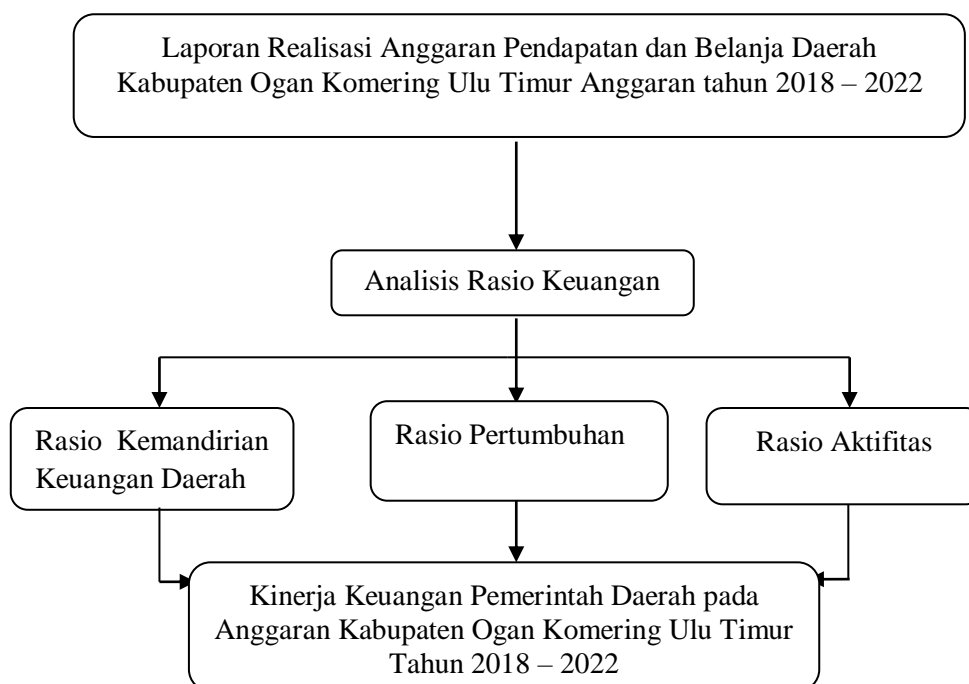 Laporan Realisasi Anggaran Pendapatan dan Belanja Daerah
Kabupaten Ogan Komering Ulu Timur Anggaran tahun 2018 – 2022
Analisis Rasio Keuangan
Rasio Kemandirian
Keuangan Daerah
Rasio Pertumbuhan
Rasio Aktifitas
Kinerja Keuangan Pemerintah Daerah pada
Anggaran Kabupaten Ogan Komering Ulu Timur
Tahun 2018 – 2022